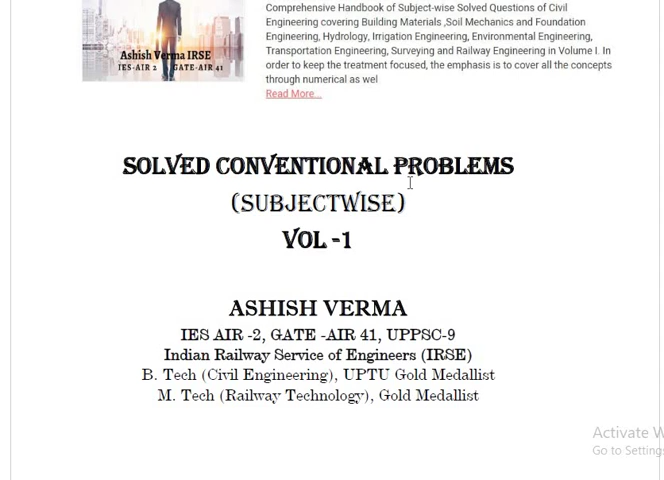 Comprehensive Handbook of Subject-wise Solved Questions of Civil
Engineering covering Building Materials ,Soil Mechanics and Foundation
Engineering, Hydrology, Irrigation Engineering, Environmental Engineering,
Transportation Engineering, Surveying and Railway Engineering in Volume I. In
order to keep the treatment focused, the emphasis is to cover all the concepts
through numerical as wel
Read More...
Ashish Verma IRSE
IES-AIR 2 GATE-AIR 41
SOLVED CONVENTIONAL PROBLEMS
(SUBJECTWISE)
VOL -1
ASHISH VERMA
IES AIR -2, GATE -AIR 41, UPPSC-9
Indian Railway Service of Engineers (IRSE)
B. Tech (Civil Engineering), UPTU Gold Medallist
M. Tech (Railway Technology), Gold Medallist
Activate W
Go to Settings